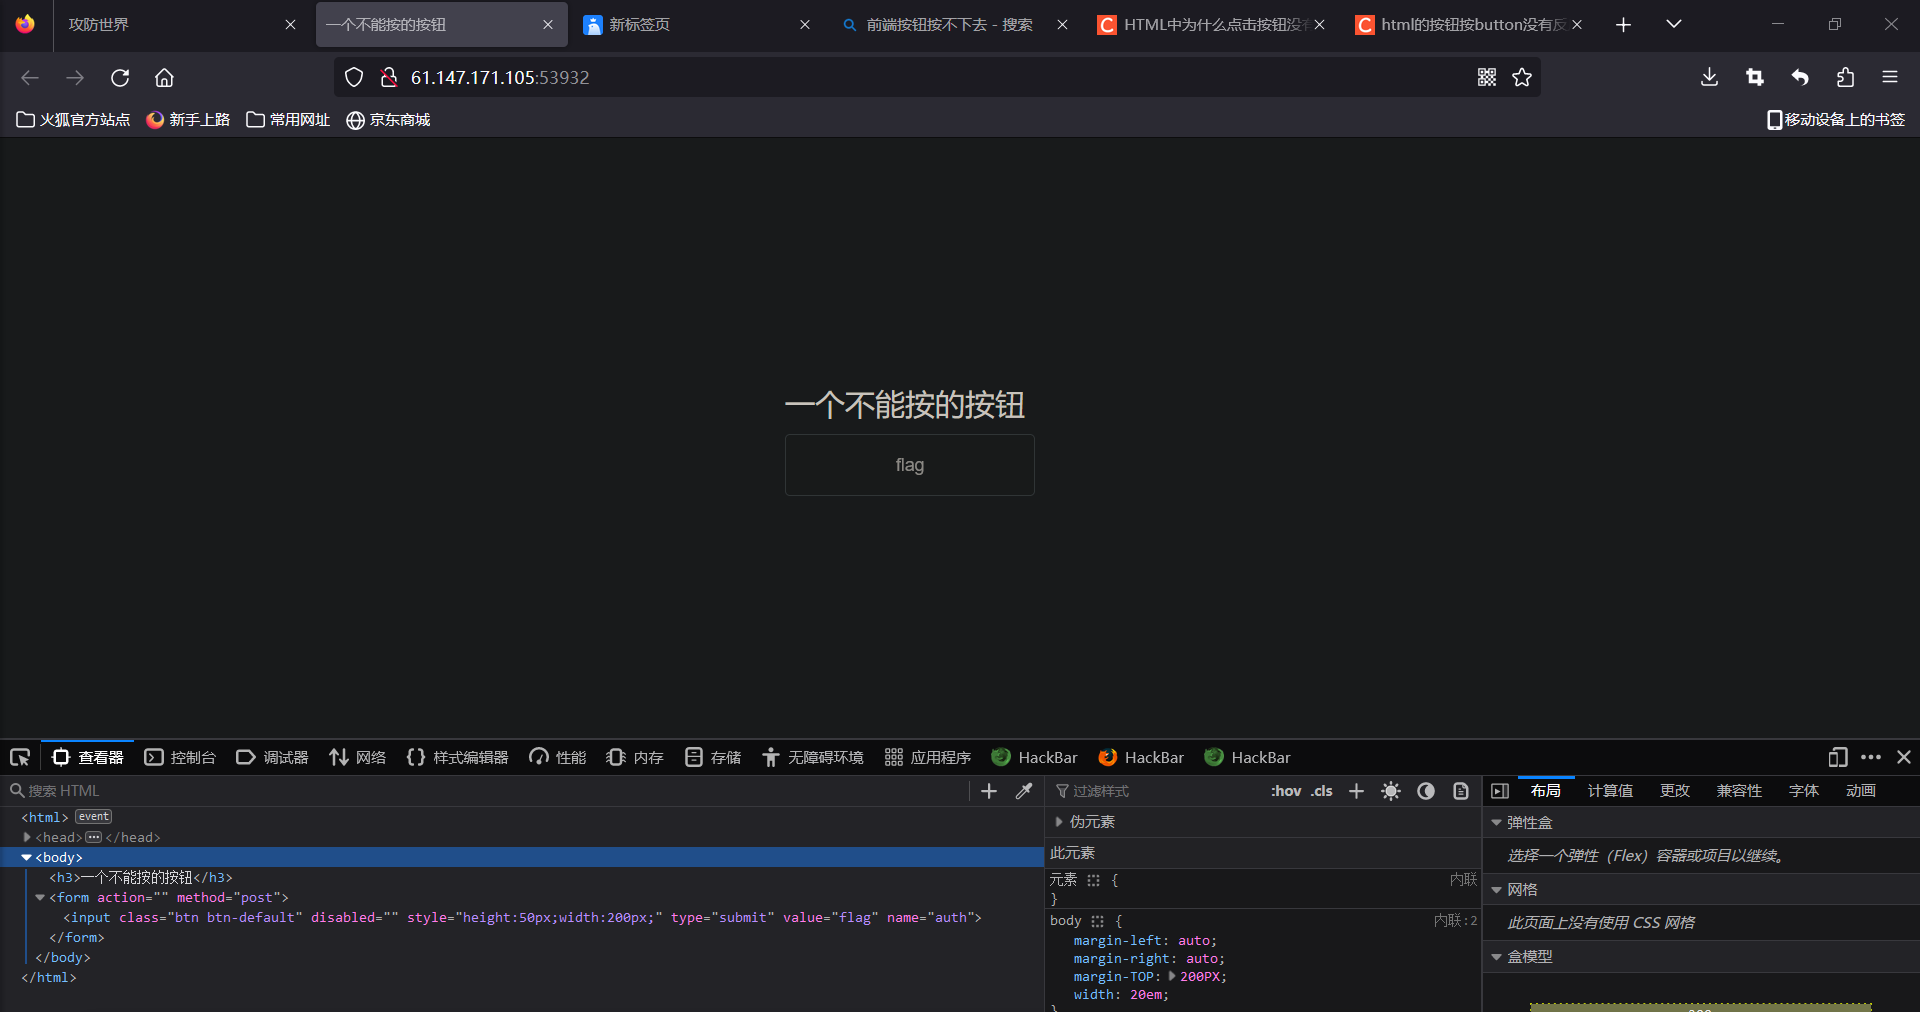 攻防世界
一个不能按的按钮
新标签页
前端按钮按不下去 - 搜索
HTML中为什么点击按钮没有
html的按钮按button没有反
61.147.171.105:53932
火狐官方站点
新手上路
常用网址
京东商城
移动设备上的书签
一个不能按的按钮
flag
查看器
控制台
调试器
网络
样式编辑器
性能
内存
存储
无障碍环境
应用程序
HackBar
HackBar
HackBar
搜索 HTML
<html> event
<head> ··· </head>
<body>
<h3>一个不能按的按钮</h3>
<form action="" method="post">
<input class="btn btn-default" disabled="" style="height:50px;width:200px;" type="submit" value="flag" name="auth">
</form>
</body>
</html>
过滤样式
:hov .cls
伪元素
此元素
元素 { 内联
}
body { 内联:2
margin-left: auto;
margin-right: auto;
margin-TOP: 200PX;
width: 20em;
}
布局
计算值
更改
兼容性
字体
动画
弹性盒
选择一个弹性（Flex）容器或项目以继续。
网格
此页面上没有使用 CSS 网格
盒模型